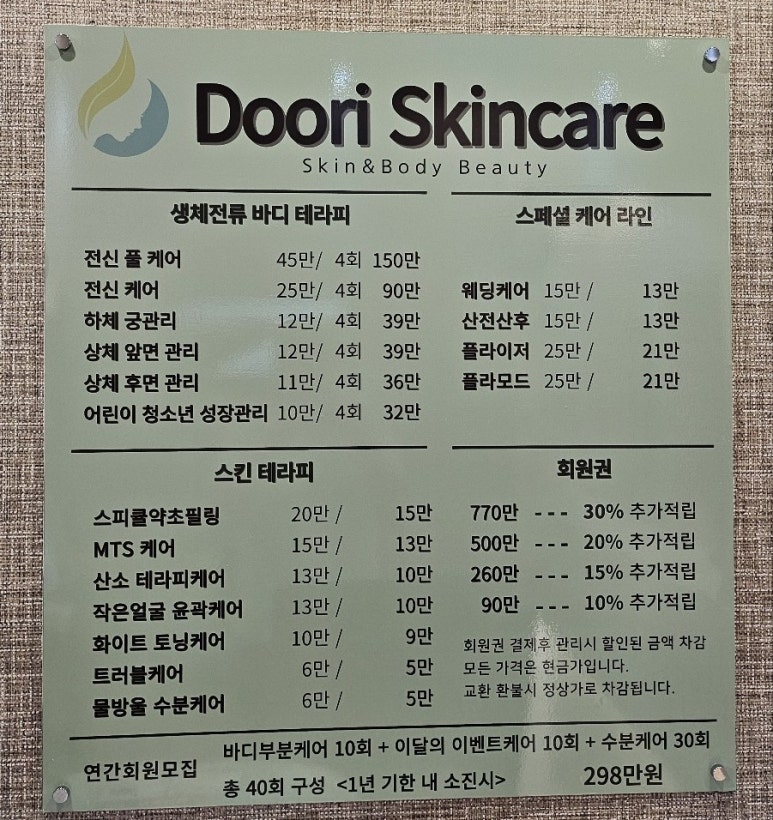 Doori Skincare
Skin&Body Beauty
생체전류 바디 테라피
전신 풀 케어 45만/ 4회 150만
전신 케어 25만/ 4회 90만
하체 궁관리 12만/ 4회 39만
상체 앞면 관리 12만/ 4회 39만
상체 후면 관리 11만/ 4회 36만
어린이 청소년 성장관리 10만/ 4회 32만
스페셜 케어 라인
웨딩케어 15만 / 13만
산전산후 15만 / 13만
플라이저 25만 / 21만
플라모드 25만 / 21만
스킨 테라피
스피큘약초필링 20만 / 15만
MTS 케어 15만 / 13만
산소 테라피케어 13만 / 10만
작은얼굴 윤곽케어 13만 / 10만
화이트 토닝케어 10만 / 9만
트러블케어 6만 / 5만
물방울 수분케어 6만 / 5만
회원권
770만 --- 30% 추가적립
500만 --- 20% 추가적립
260만 --- 15% 추가적립
90만 --- 10% 추가적립
회원권 결제후 관리시 할인된 금액 차감
모든 가격은 현금가입니다.
교환 환불시 정상가로 차감됩니다.
연간회원모집
바디부분케어 10회 + 이달의 이벤트케어 10회 + 수분케어 30회
총 40회 구성 <1년 기한 내 소진시> 298만원